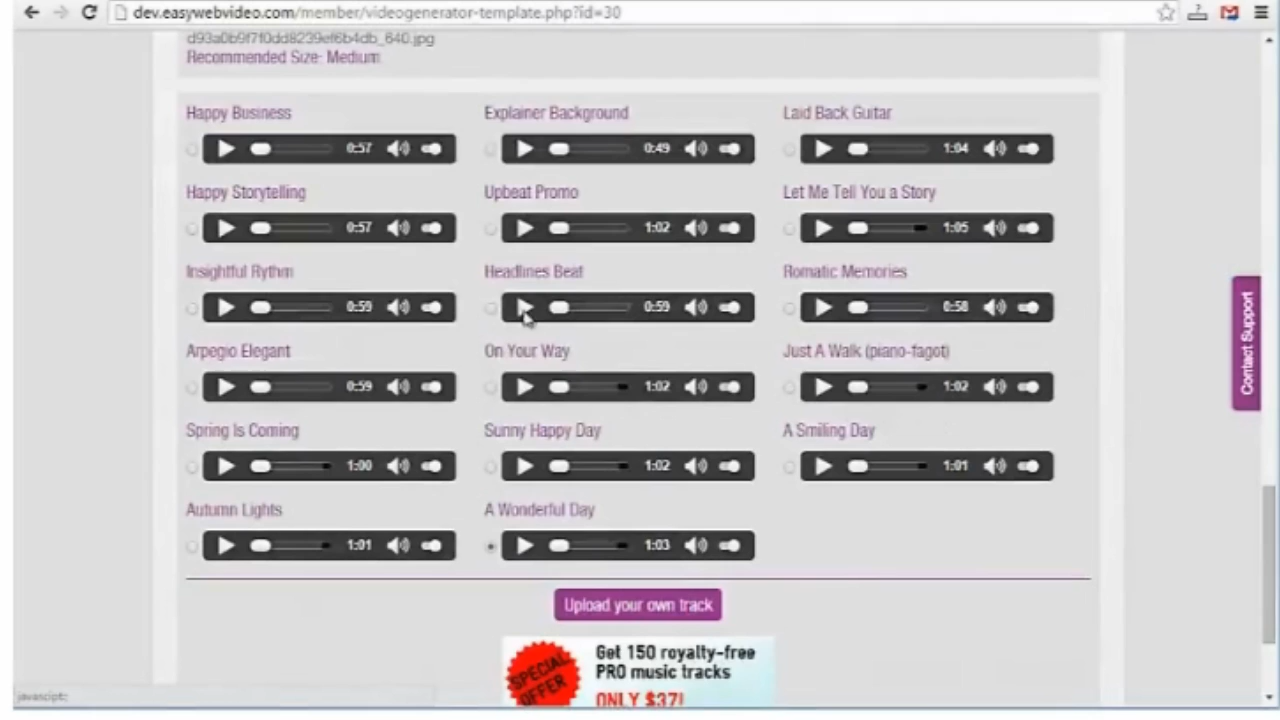 dev.easywebvideo.com/member/videogenerator-template.php?id=30
d93a0b9f7f0dd8239ef6b4db_640.jpg
Recommended Size: Medium
Happy Business Explainer Background Laid Back Guitar
0:57 0:49 1:04
Happy Storytelling Upbeat Promo Let Me Tell You a Story
0:57 1:02 1:05
Insightful Rythm Headlines Beat Romatic Memories
0:59 0:59 0:58
Arpegio Elegant On Your Way Just A Walk (piano-fagot)
0:59 1:02 1:02
Spring Is Coming Sunny Happy Day A Smiling Day
1:00 1:02 1:01
Autumn Lights A Wonderful Day
1:01 1:03
Upload your own track
SPECIAL OFFER
Get 150 royalty-free
PRO music tracks
ONLY $37!
Contact Support
javascript: